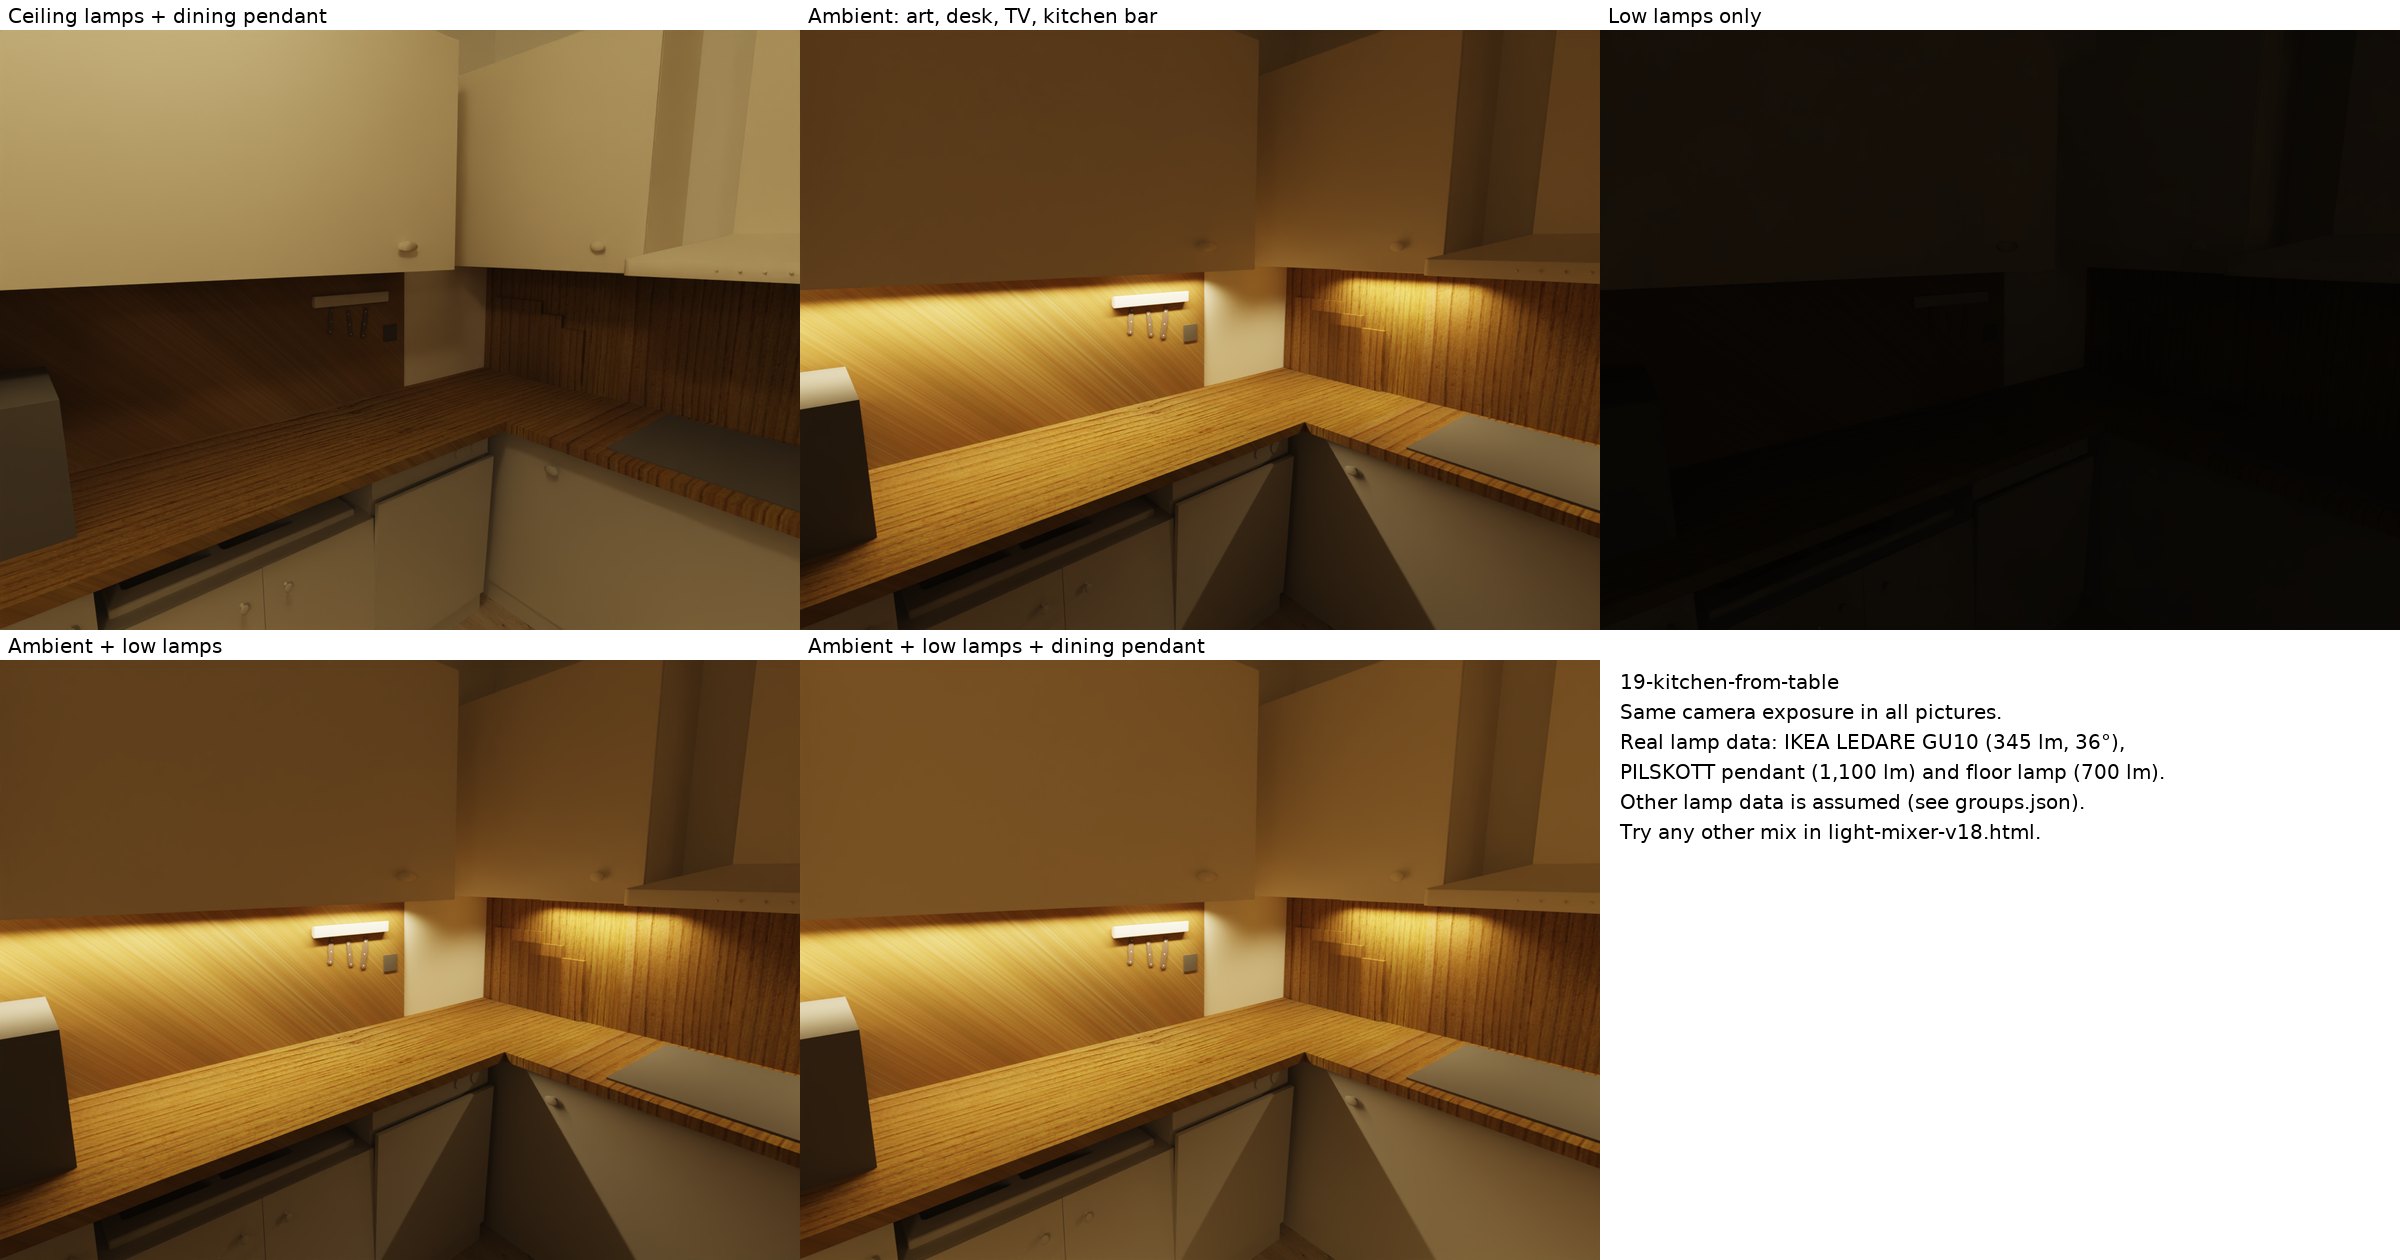 Ceiling lamps + dining pendant
Ambient: art, desk, TV, kitchen bar
Low lamps only
Ambient + low lamps
Ambient + low lamps + dining pendant
19-kitchen-from-table
Same camera exposure in all pictures.
Real lamp data: IKEA LEDARE GU10 (345 lm, 36°),
PILSKOTT pendant (1,100 lm) and floor lamp (700 lm).
Other lamp data is assumed (see groups.json).
Try any other mix in light-mixer-v18.html.